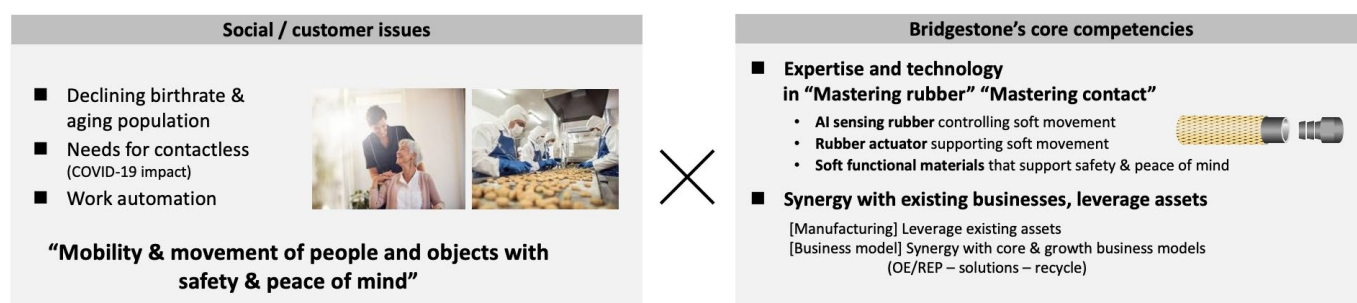 Social / customer issues
■ Declining birthrate &
aging population
■ Needs for contactless
(COVID-19 impact)
■ Work automation
“Mobility & movement of people and objects with
safety & peace of mind”
Bridgestone’s core competencies
■ Expertise and technology
in “Mastering rubber” “Mastering contact”
• AI sensing rubber controlling soft movement
• Rubber actuator supporting soft movement
• Soft functional materials that support safety & peace of mind
■ Synergy with existing businesses, leverage assets
[Manufacturing] Leverage existing assets
[Business model] Synergy with core & growth business models
(OE/REP – solutions – recycle)